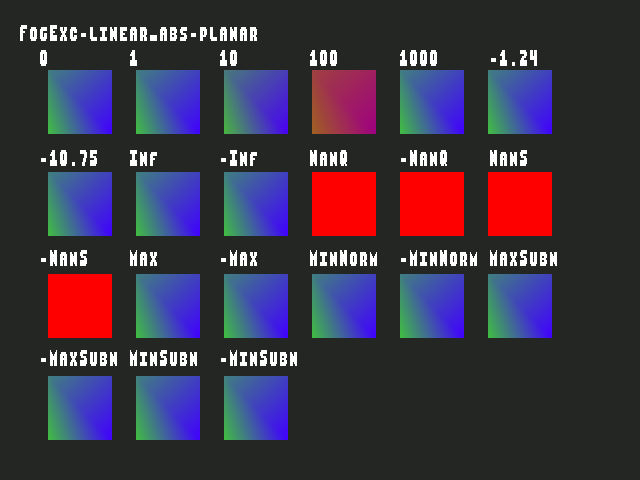 FogExc-linear_abs-planar
0 1 10 100 1000 -1.24
-10.75 Inf -Inf NanQ -NanQ NanS
-NanS Max -Max MinNorm -MinNorm MaxSubN
-MaxSubN MinSubN -MinSubN